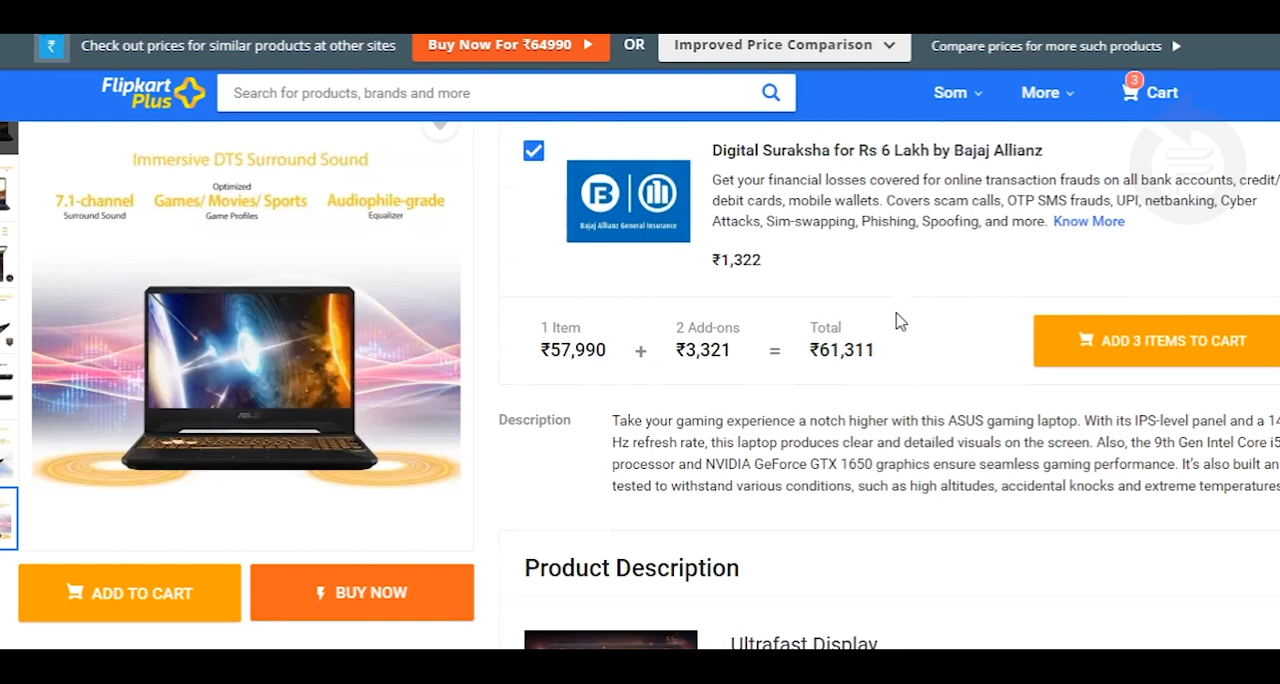 ₹ Check out prices for similar products at other sites Buy Now For ₹64990 OR Improved Price Comparison Compare prices for more such products
Flipkart Plus Search for products, brands and more Som More 3 Cart
Immersive DTS Surround Sound
Optimized
7.1-channel Games/ Movies/ Sports Audiophile-grade
Surround Sound Game Profiles Equalizer
ASUS
Digital Suraksha for Rs 6 Lakh by Bajaj Allianz
Bajaj Allianz General Insurance
Get your financial losses covered for online transaction frauds on all bank accounts, credit/
debit cards, mobile wallets. Covers scam calls, OTP SMS frauds, UPI, netbanking, Cyber
Attacks, Sim-swapping, Phishing, Spoofing, and more. Know More
₹1,322
1 Item 2 Add-ons Total
₹57,990 + ₹3,321 = ₹61,311
ADD 3 ITEMS TO CART
Description Take your gaming experience a notch higher with this ASUS gaming laptop. With its IPS-level panel and a 14
Hz refresh rate, this laptop produces clear and detailed visuals on the screen. Also, the 9th Gen Intel Core i5
processor and NVIDIA GeForce GTX 1650 graphics ensure seamless gaming performance. It's also built an
tested to withstand various conditions, such as high altitudes, accidental knocks and extreme temperatures
Product Description
ADD TO CART BUY NOW
Ultrafast Display